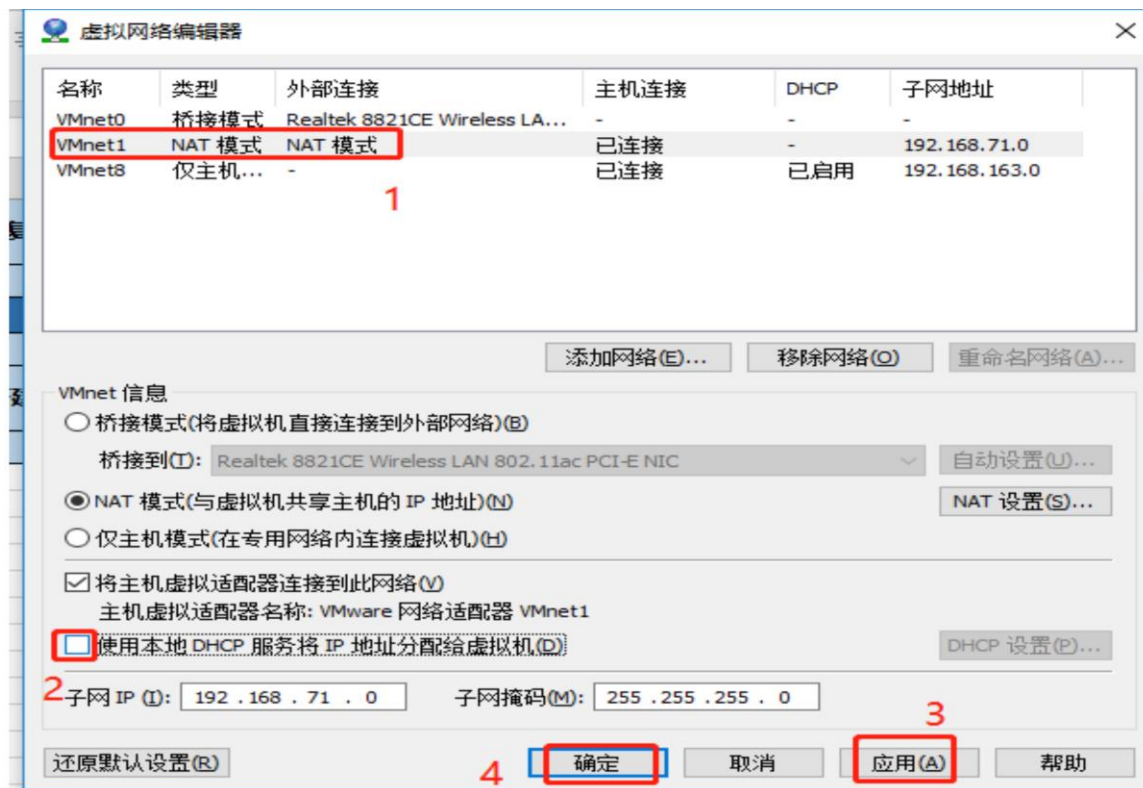 虚拟网络编辑器
名称 类型 外部连接 主机连接 DHCP 子网地址
VMnet0 桥接模式 Realtek 8821CE Wireless LA... - - -
VMnet1 NAT 模式 NAT 模式 已连接 - 192.168.71.0
VMnet8 仅主机... - 已连接 已启用 192.168.163.0
1
添加网络(E)... 移除网络(O) 重命名网络(A)...
VMnet 信息
桥接模式(将虚拟机直接连接到外部网络)(B)
桥接到(T): Realtek 8821CE Wireless LAN 802.11ac PCI-E NIC 自动设置(U)...
NAT 模式(与虚拟机共享主机的 IP 地址)(N) NAT 设置(S)...
仅主机模式(在专用网络内连接虚拟机)(H)
将主机虚拟适配器连接到此网络(V)
主机虚拟适配器名称: VMware 网络适配器 VMnet1
使用本地 DHCP 服务将 IP 地址分配给虚拟机(D) DHCP 设置(P)...
2 子网 IP (I): 192 . 168 . 71 . 0 子网掩码(M): 255 . 255 . 255 . 0
3
还原默认设置(R) 4 确定 取消 应用(A) 帮助